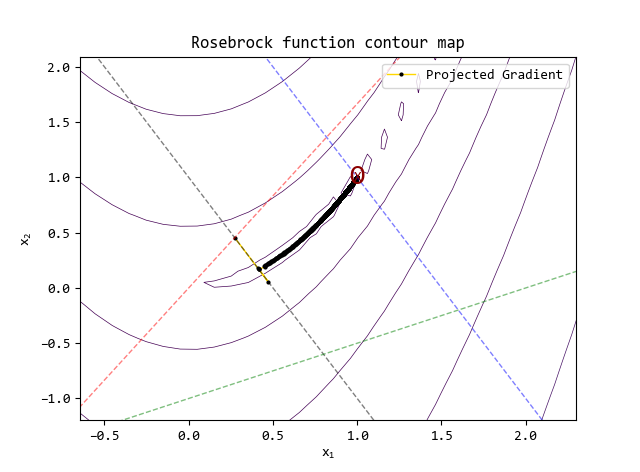 Rosebrock function contour map
Projected Gradient
2.0
1.5
1.0
0.5
0.0
−0.5
−1.0
x₂
−0.5 0.0 0.5 1.0 1.5 2.0
x₁